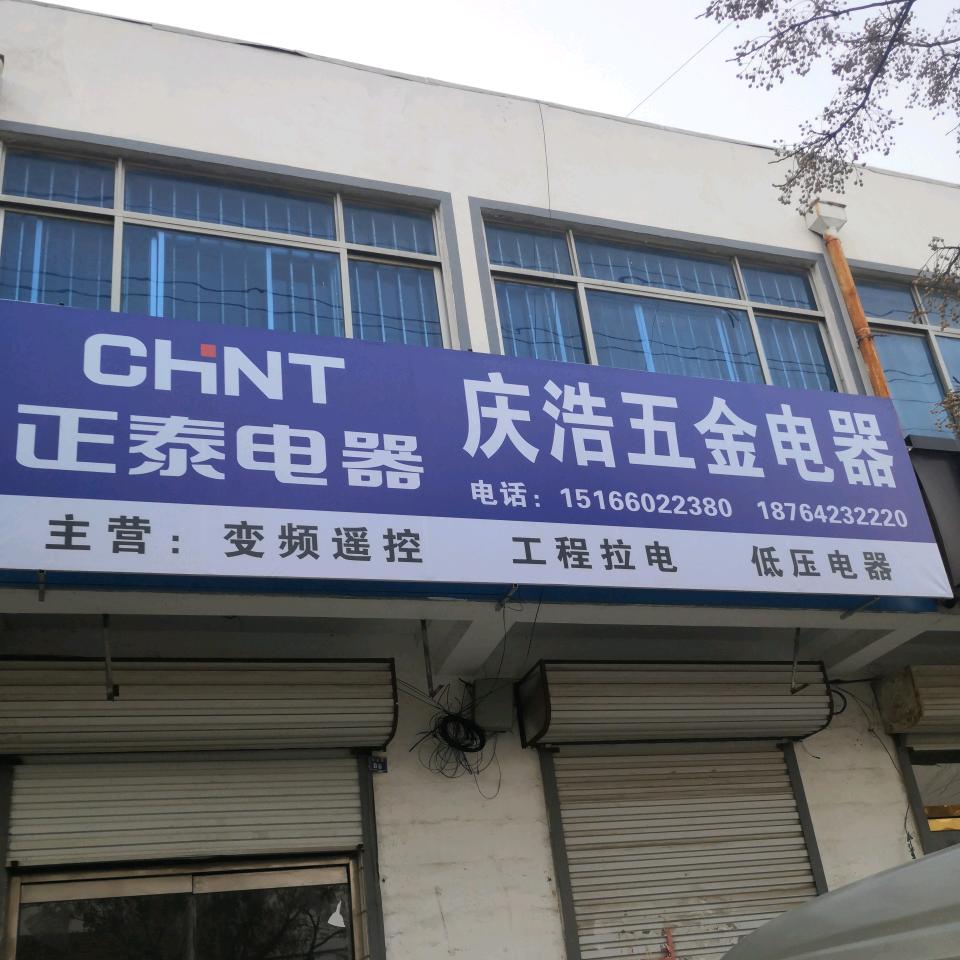 CHNT
正泰电器
庆浩五金电器
电话：15166022380 18764232220
主营：变频遥控 工程拉电 低压电器